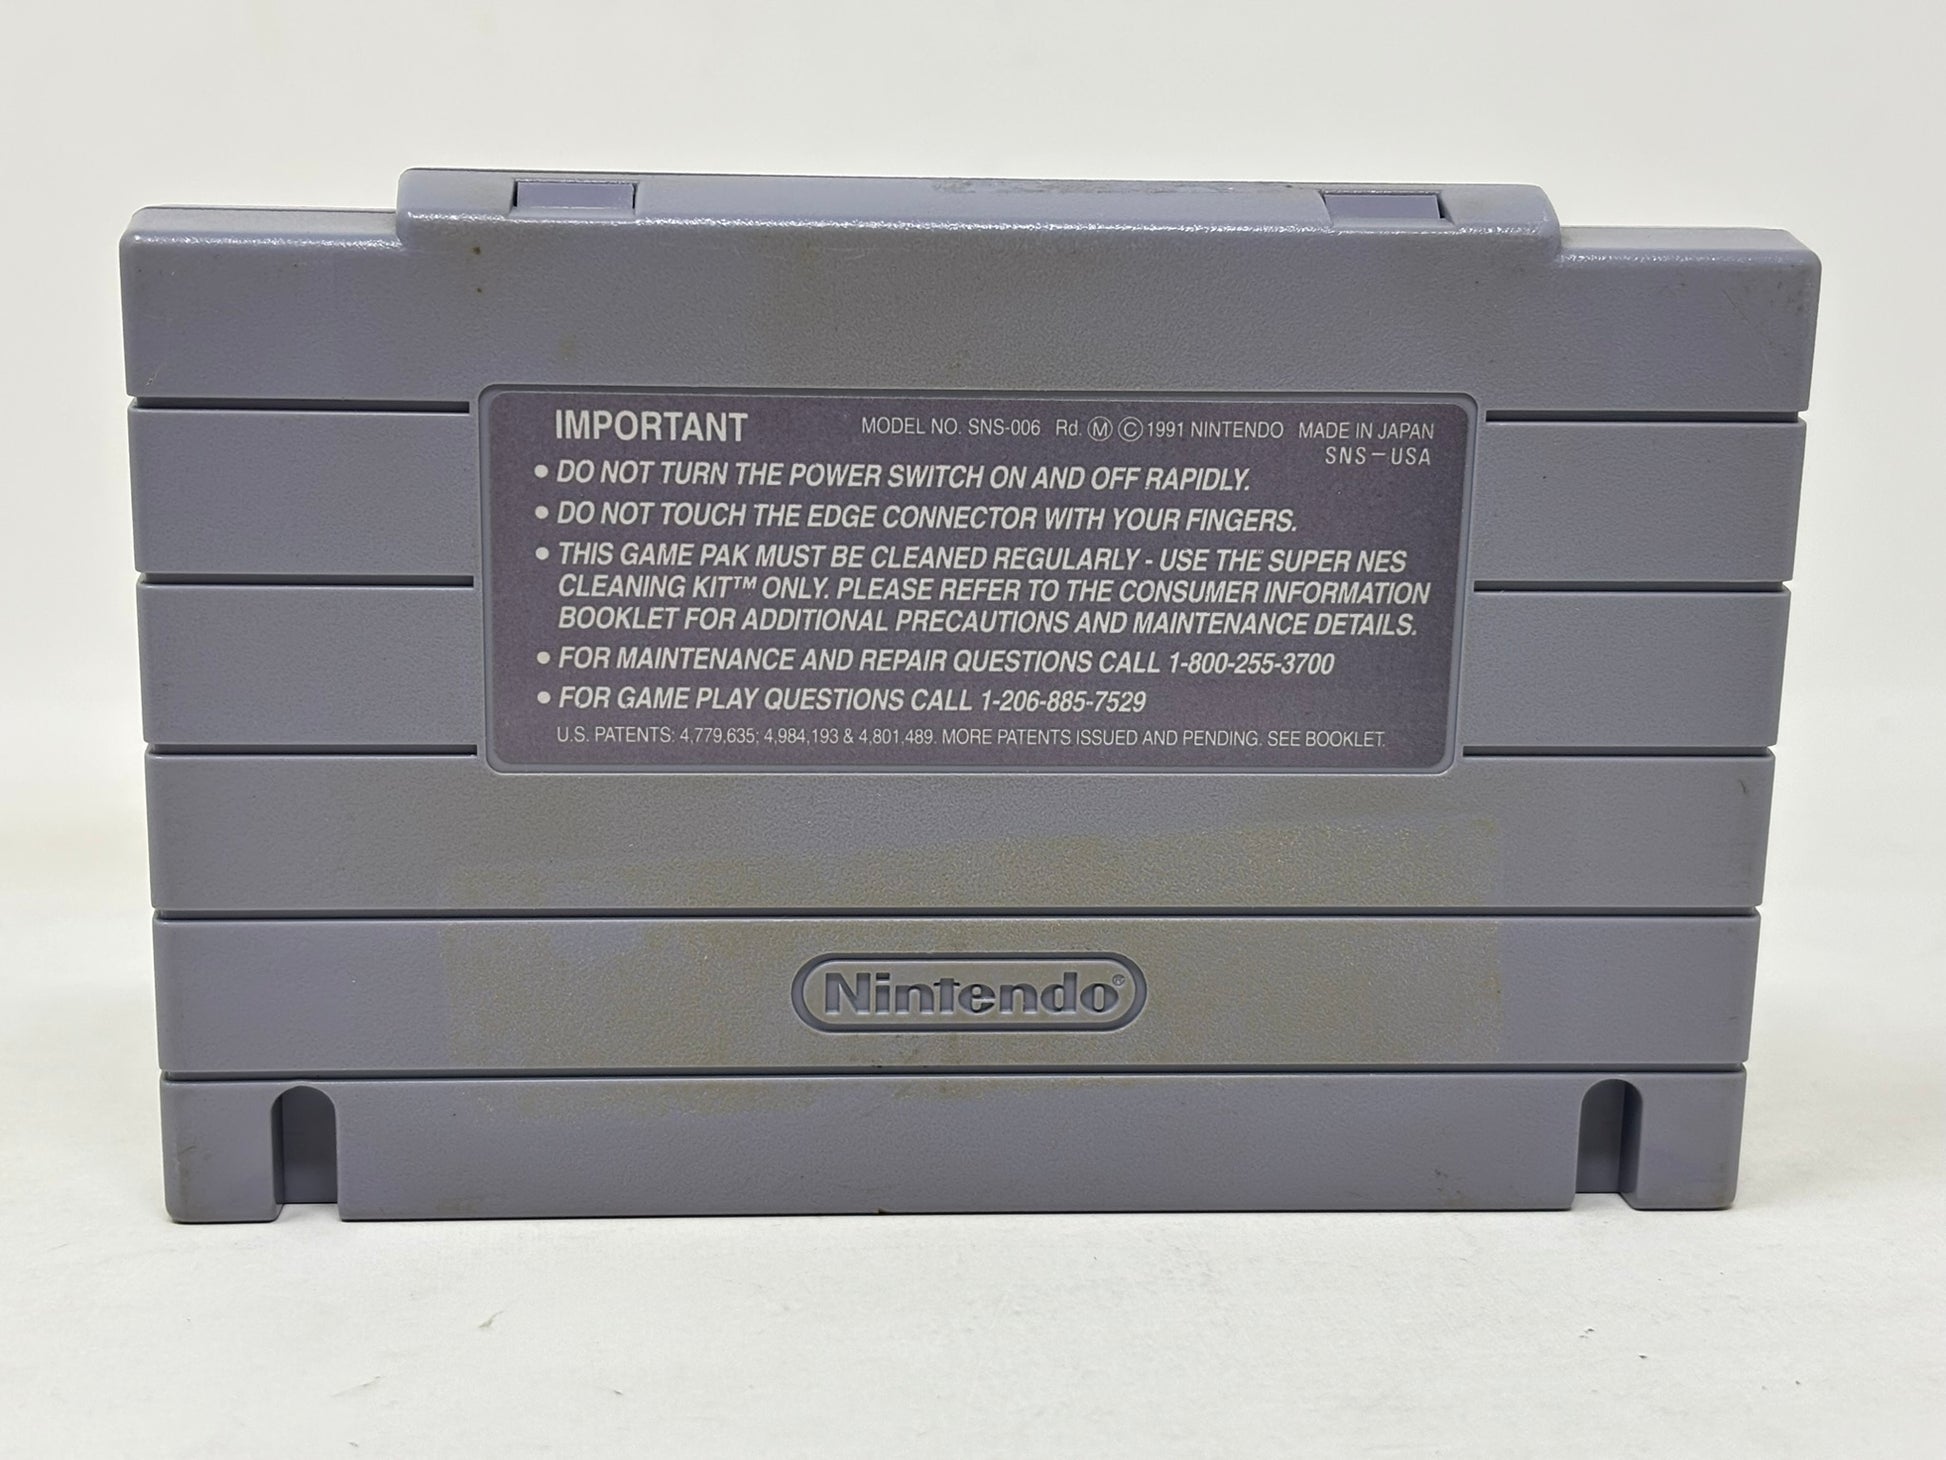 IMPORTANT MODEL NO. SNS-006 Rd. Ⓜ Ⓒ 1991 NINTENDO MADE IN JAPAN
SNS-USA
• DO NOT TURN THE POWER SWITCH ON AND OFF RAPIDLY.
• DO NOT TOUCH THE EDGE CONNECTOR WITH YOUR FINGERS.
• THIS GAME PAK MUST BE CLEANED REGULARLY - USE THE SUPER NES
CLEANING KIT™ ONLY. PLEASE REFER TO THE CONSUMER INFORMATION
BOOKLET FOR ADDITIONAL PRECAUTIONS AND MAINTENANCE DETAILS.
• FOR MAINTENANCE AND REPAIR QUESTIONS CALL 1-800-255-3700
• FOR GAME PLAY QUESTIONS CALL 1-206-885-7529
U.S. PATENTS: 4,779,635; 4,984,193 & 4,801,489. MORE PATENTS ISSUED AND PENDING. SEE BOOKLET.
Nintendo®